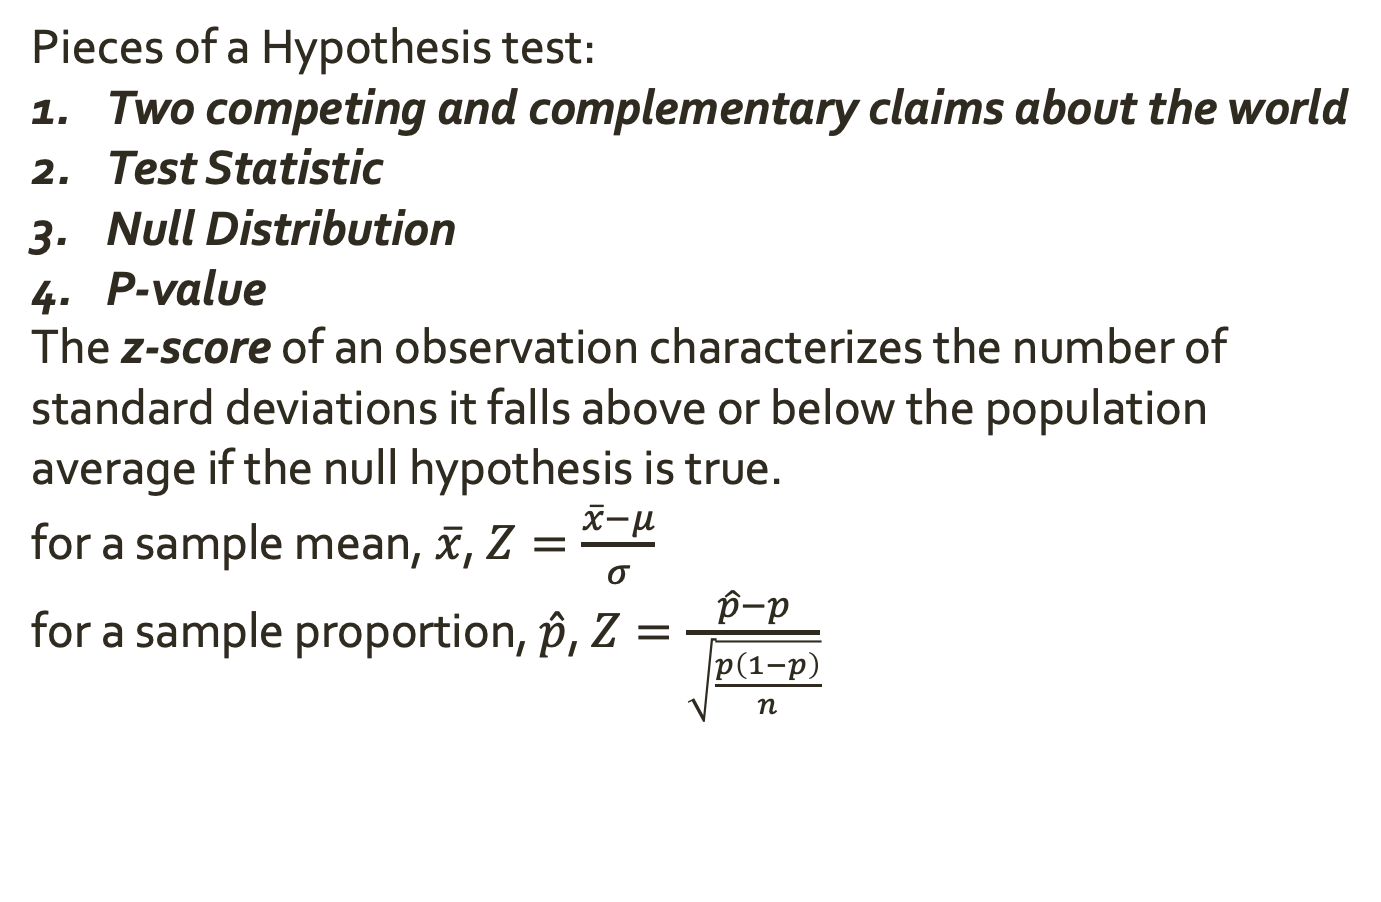 Pieces of a Hypothesis test:
1. Two competing and complementary claims about the world
2. Test Statistic
3. Null Distribution
4. P-value
The z-score of an observation characterizes the number of
standard deviations it falls above or below the population
average if the null hypothesis is true.
for a sample mean, x̄, Z = (x̄−μ)/σ
for a sample proportion, p̂, Z = (p̂−p)/√(p(1−p)/n)